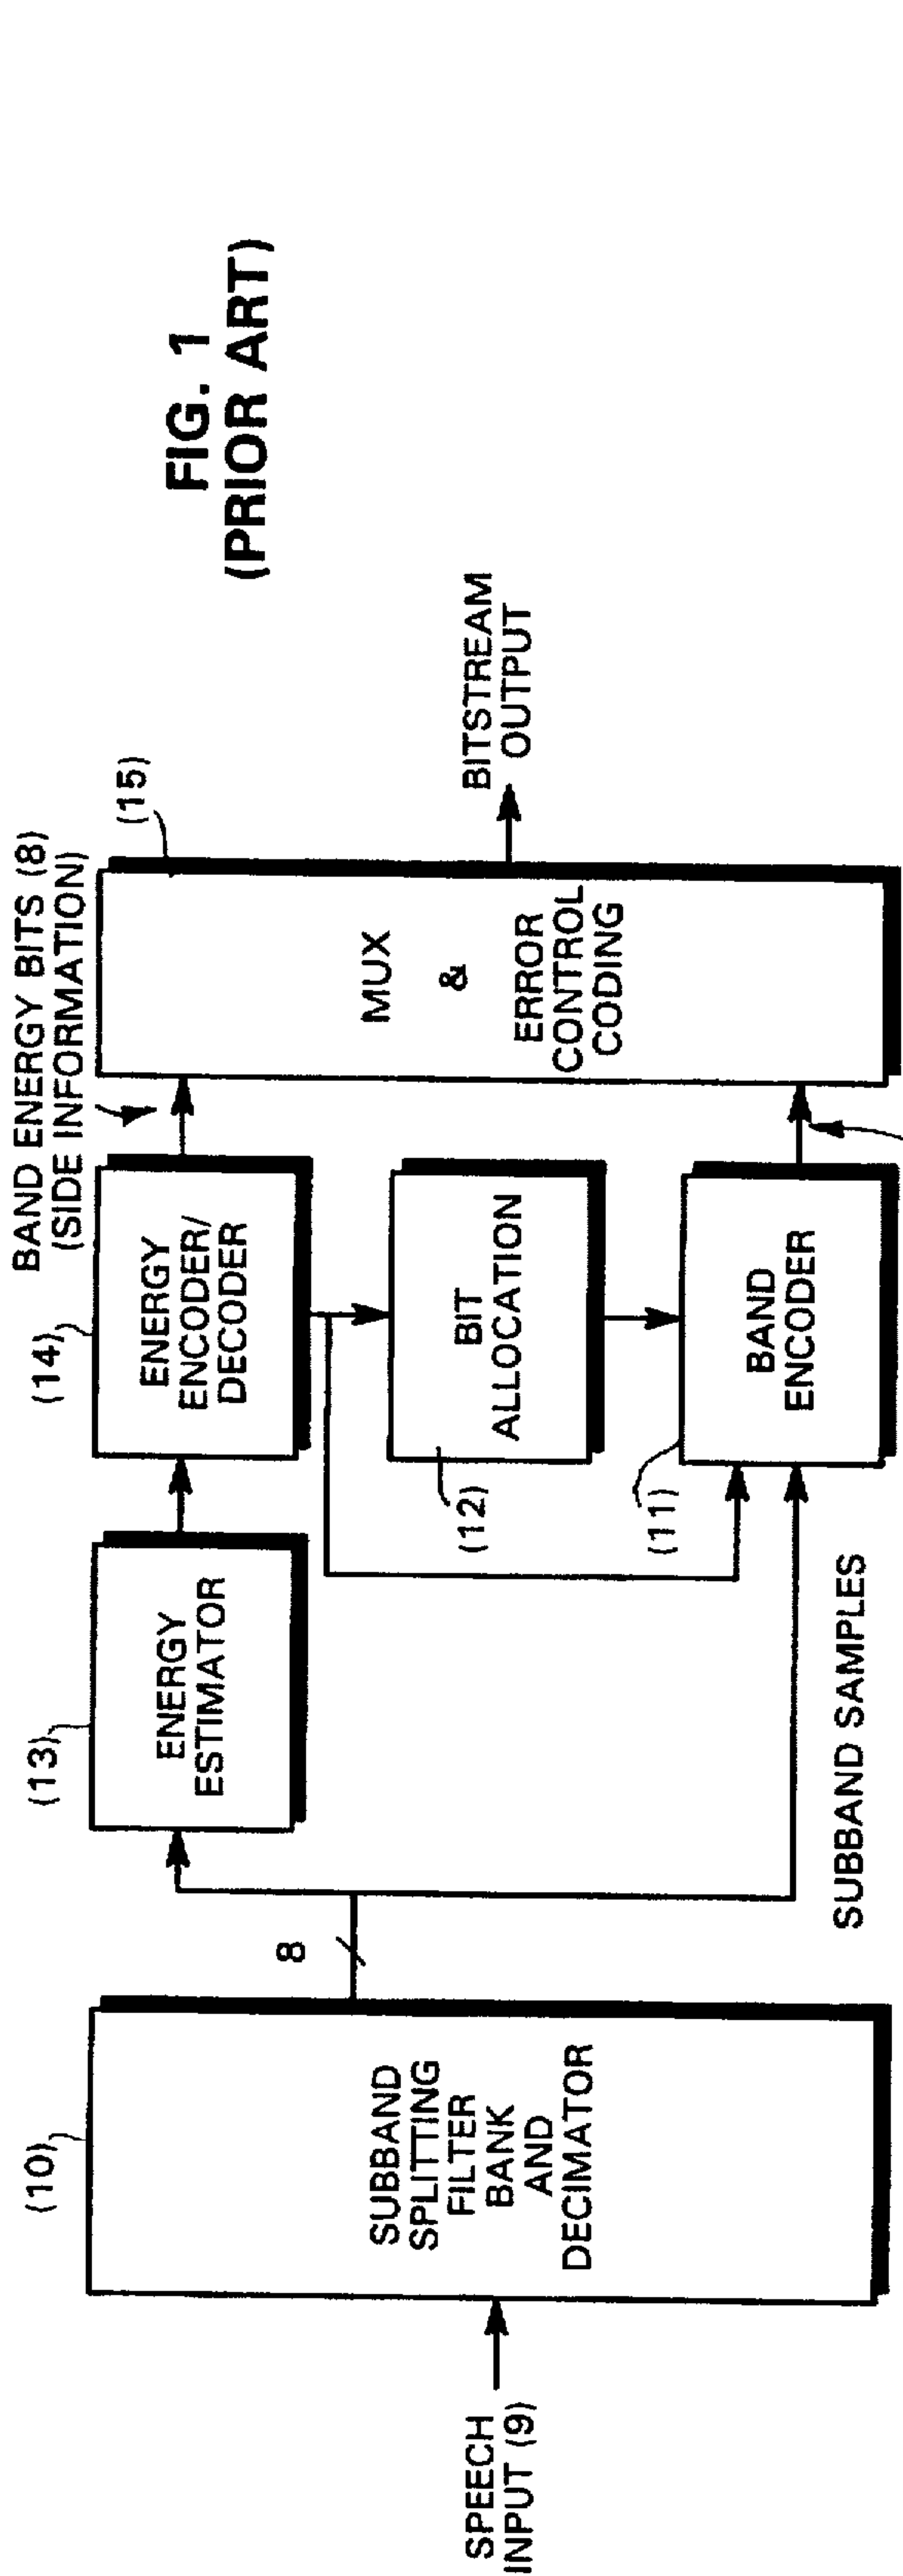 FIG. 1
(PRIOR ART)
BAND ENERGY BITS (8)
(SIDE INFORMATION)
(10)
(13)
(14)
(15)
SPEECH
INPUT (9)
SUBBAND
SPLITTING
FILTER
BANK
AND
DECIMATOR
8
ENERGY
ESTIMATOR
ENERGY
ENCODER/
DECODER
(12)
BIT
ALLOCATION
(11)
BAND
ENCODER
SUBBAND SAMPLES
MUX
&
ERROR
CONTROL
CODING
BITSTREAM
OUTPUT